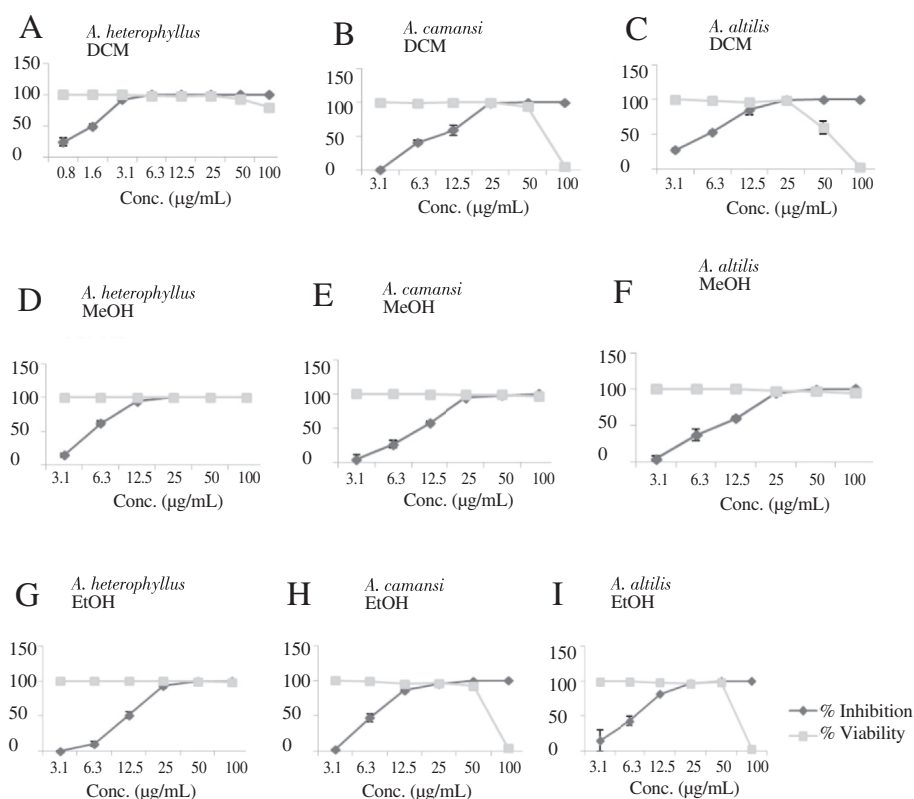 A
A. heterophyllus
DCM
150
100
50
0
0.8 1.6 3.1 6.3 12.5 25 50 100
Conc. (μg/mL)
B
A. camansi
DCM
150
100
50
0
3.1 6.3 12.5 25 50 100
Conc. (μg/mL)
C
A. altilis
DCM
150
100
50
0
3.1 6.3 12.5 25 50 100
Conc. (μg/mL)
D
A. heterophyllus
MeOH
150
100
50
0
3.1 6.3 12.5 25 50 100
Conc. (μg/mL)
E
A. camansi
MeOH
150
100
50
0
3.1 6.3 12.5 25 50 100
Conc. (μg/mL)
F
A. altilis
MeOH
150
100
50
0
3.1 6.3 12.5 25 50 100
Conc. (μg/mL)
G
A. heterophyllus
EtOH
150
100
50
0
3.1 6.3 12.5 25 50 100
Conc. (μg/mL)
H
A. camansi
EtOH
150
100
50
0
3.1 6.3 12.5 25 50 100
Conc. (μg/mL)
I
A. altilis
EtOH
150
100
50
0
3.1 6.3 12.5 25 50 100
Conc. (μg/mL)
% Inhibition
% Viability